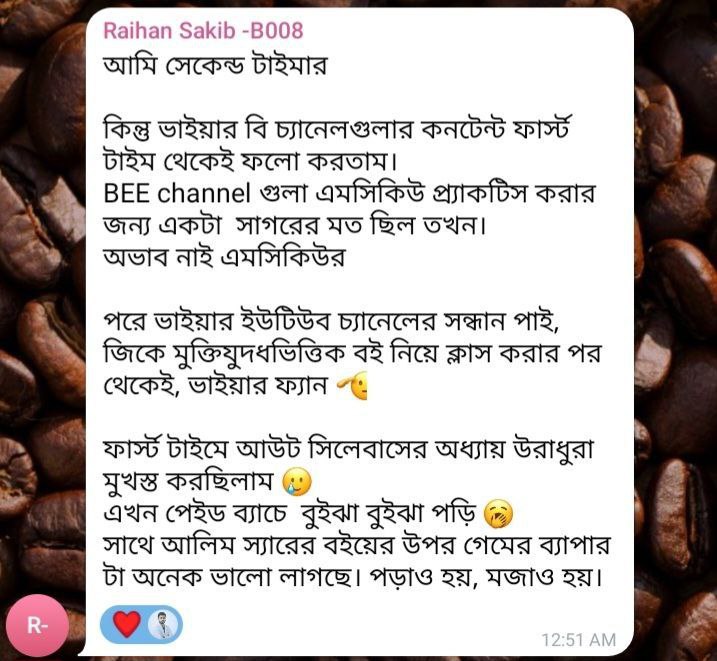 Raihan Sakib -B008
আমি সেকেন্ড টাইমার
কিন্তু ভাইয়ার বি চ্যানেলগুলার কনটেন্ট ফার্স্ট
টাইম থেকেই ফলো করতাম।
BEE channel গুলা এমসিকিউ প্র্যাকটিস করার
জন্য একটা সাগরের মত ছিল তখন।
অভাব নাই এমসিকিউর
পরে ভাইয়ার ইউটিউব চ্যানেলের সন্ধান পাই,
জিকে মুক্তিযুদধভিত্তিক বই নিয়ে ক্লাস করার পর
থেকেই, ভাইয়ার ফ্যান 🫡
ফার্স্ট টাইমে আউট সিলেবাসের অধ্যায় উরাধুরা
মুখস্ত করছিলাম 🥲
এখন পেইড ব্যাচে বুইঝা বুইঝা পড়ি 🥱
সাথে আলিম স্যারের বইয়ের উপর গেমের ব্যাপার
টা অনেক ভালো লাগছে। পড়াও হয়, মজাও হয়।
R-
12:51 AM